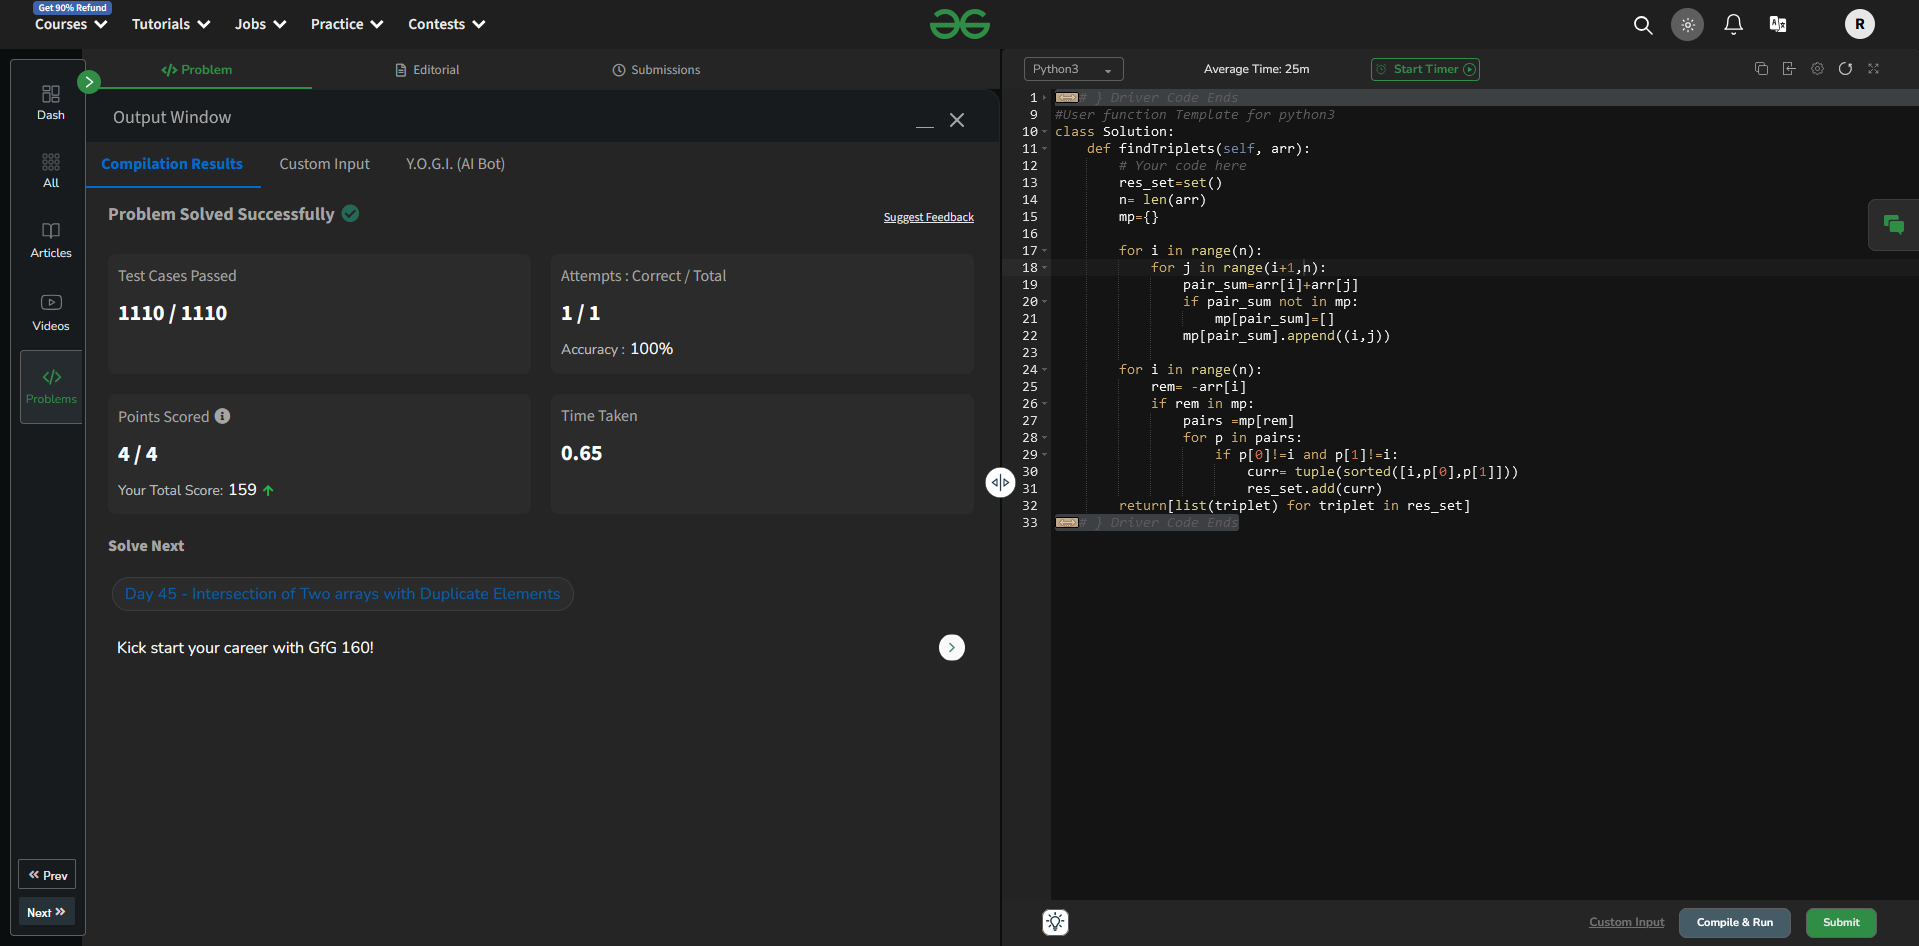 Get 90% Refund
Courses
Tutorials
Jobs
Practice
Contests
R
Dash
All
Articles
Videos
Problems
Prev
Next
Problem
Editorial
Submissions
Output Window
Compilation Results
Custom Input
Y.O.G.I. (AI Bot)
Problem Solved Successfully
Suggest Feedback
Test Cases Passed
1110 / 1110
Attempts : Correct / Total
1 / 1
Accuracy : 100%
Points Scored
4 / 4
Your Total Score: 159
Time Taken
0.65
Solve Next
Day 45 - Intersection of Two arrays with Duplicate Elements
Kick start your career with GfG 160!
Python3
Average Time: 25m
Start Timer
1 # } Driver Code Ends
9 #User function Template for python3
10 class Solution:
11     def findTriplets(self, arr):
12         # Your code here
13         res_set=set()
14         n= len(arr)
15         mp={}
16
17         for i in range(n):
18             for j in range(i+1,n):
19                 pair_sum=arr[i]+arr[j]
20                 if pair_sum not in mp:
21                     mp[pair_sum]=[]
22                 mp[pair_sum].append((i,j))
23
24         for i in range(n):
25             rem= -arr[i]
26             if rem in mp:
27                 pairs =mp[rem]
28                 for p in pairs:
29                     if p[0]!=i and p[1]!=i:
30                         curr= tuple(sorted([i,p[0],p[1]]))
31                         res_set.add(curr)
32         return[list(triplet) for triplet in res_set]
33 # } Driver Code Ends
Custom Input
Compile & Run
Submit